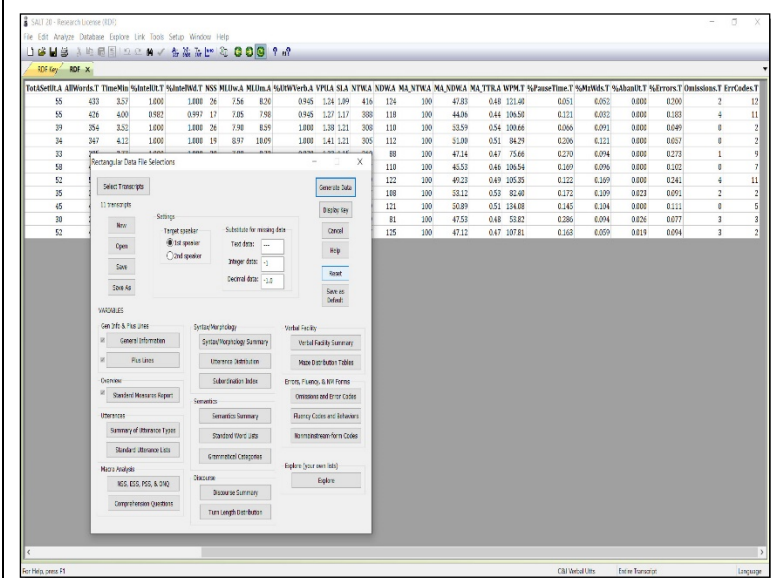 SALT 20 - Research License (RDF)
File Edit Analyze Database Explore Link Tools Setup Window Help
RDF Key RDF x
TotASetUt.A AllWords.T TimeMin %IntelUt.T %IntelWd.T NSS MLUw.A MLUm.A %UtWVerb.A VPU.A SI.A NTW.A NDW.A MA_NTW.A MA_NDW.A MA_TTR.A WPM.T %PauseTime.T %MzWds.T %AbanUt.T %Errors.T Omissions.T ErrCodes.T
55 433 3.57 1.000 1.000 26 7.56 8.20 0.945 1.24 1.09 416 124 100 47.83 0.48 121.40 0.051 0.052 0.000 0.200 2 12
55 426 4.00 0.982 0.997 17 7.05 7.98 0.945 1.27 1.17 388 118 100 44.06 0.44 106.50 0.121 0.032 0.000 0.183 4 11
39 354 3.52 1.000 1.000 26 7.90 8.59 1.000 1.38 1.21 308 110 100 53.59 0.54 100.66 0.066 0.091 0.000 0.049 0 2
34 347 4.12 1.000 1.000 19 8.97 10.09 1.000 1.41 1.21 305 112 100 51.00 0.51 84.29 0.206 0.121 0.000 0.057 0 2
33 88 100 47.14 0.47 75.66 0.270 0.094 0.000 0.273 1 9
58 110 100 45.53 0.46 106.54 0.169 0.096 0.000 0.102 0 7
52 122 100 49.23 0.49 105.35 0.122 0.169 0.000 0.241 4 11
35 108 100 53.12 0.53 82.40 0.172 0.109 0.023 0.091 2 2
45 121 100 50.89 0.51 134.08 0.145 0.104 0.000 0.111 0 5
30 81 100 47.53 0.48 53.82 0.286 0.094 0.026 0.077 3 3
52 125 100 47.12 0.47 107.81 0.163 0.059 0.019 0.094 3 2
Rectangular Data File Selections
Select Transcripts Generate Data
11 transcripts Display Key
Settings
New Target speaker Substitute for missing data Cancel
Open 1st speaker Text data: ---
2nd speaker Integer data: -1 Help
Save Decimal data: -1.0 Reset
Save As Save as Default
VARIABLES
Gen Info & Plus Lines Syntax/Morphology Verbal Facility
General Information Syntax/Morphology Summary Verbal Facility Summary
Plus Lines Utterance Distribution Maze Distribution Tables
Overview Subordination Index Errors, Fluency, & NM Forms
Standard Measures Report Semantics Omissions and Error Codes
Utterances Semantics Summary Fluency Codes and Behaviors
Summary of Utterance Types Standard Word Lists Nonmainstream-form Codes
Standard Utterance Lists Grammatical Categories
Macro Analysis Discourse Explore (your own lists)
NSS, ESS, PSS, & ONQ Discourse Summary Explore
Comprehension Questions Turn Length Distribution
For Help, press F1 C&I Verbal Utts Entire Transcript Language